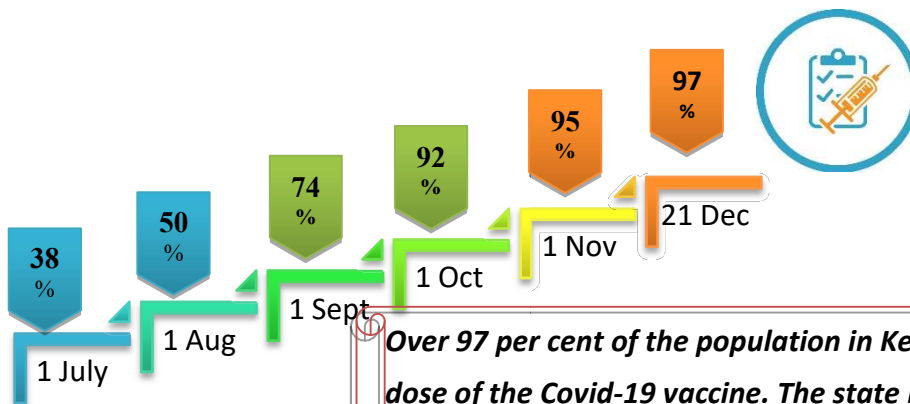 38
%
50
%
74
%
92
%
95
%
97
%
1 July
1 Aug
1 Sept
1 Oct
1 Nov
21 Dec
Over 97 per cent of the population in Ke
dose of the Covid-19 vaccine. The state